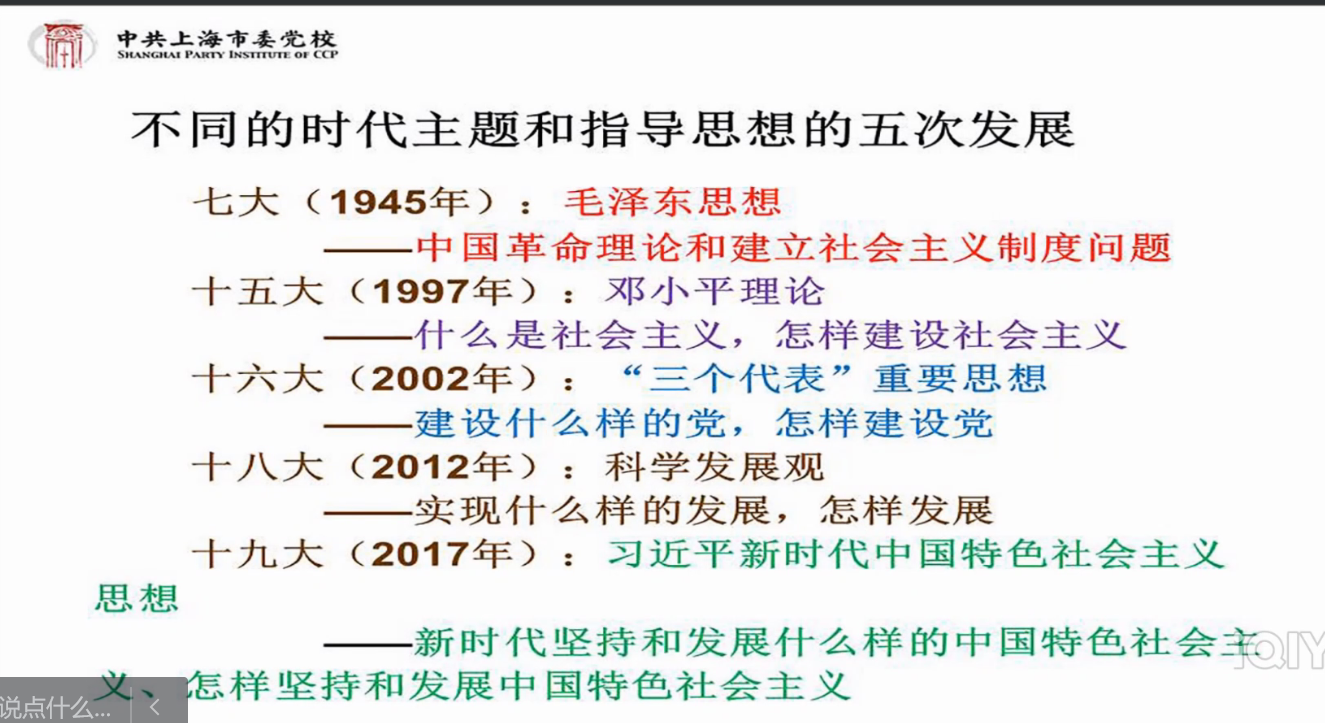 中共上海市委党校
SHANGHAI PARTY INSTITUTE OF CCP
不同的时代主题和指导思想的五次发展
七大（1945年）：毛泽东思想
——中国革命理论和建立社会主义制度问题
十五大（1997年）：邓小平理论
——什么是社会主义，怎样建设社会主义
十六大（2002年）：“三个代表”重要思想
——建设什么样的党，怎样建设党
十八大（2012年）：科学发展观
——实现什么样的发展，怎样发展
十九大（2017年）：习近平新时代中国特色社会主义
思想
——新时代坚持和发展什么样的中国特色社会主
义、怎样坚持和发展中国特色社会主义
iQIY
说点什么...